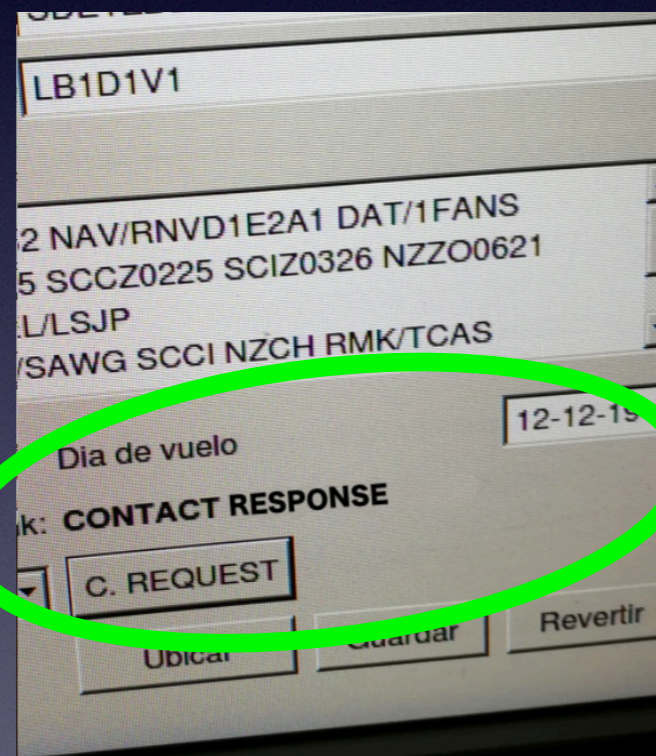 LB1D1V1
2 NAV/RNVD1E2A1 DAT/1FANS
5 SCCZ0225 SCIZ0326 NZZO0621
L/LSJP
/SAWG SCCI NZCH RMK/TCAS
Dia de vuelo
12-12-19
k: CONTACT RESPONSE
C. REQUEST
Ubicar
Guardar
Revertir